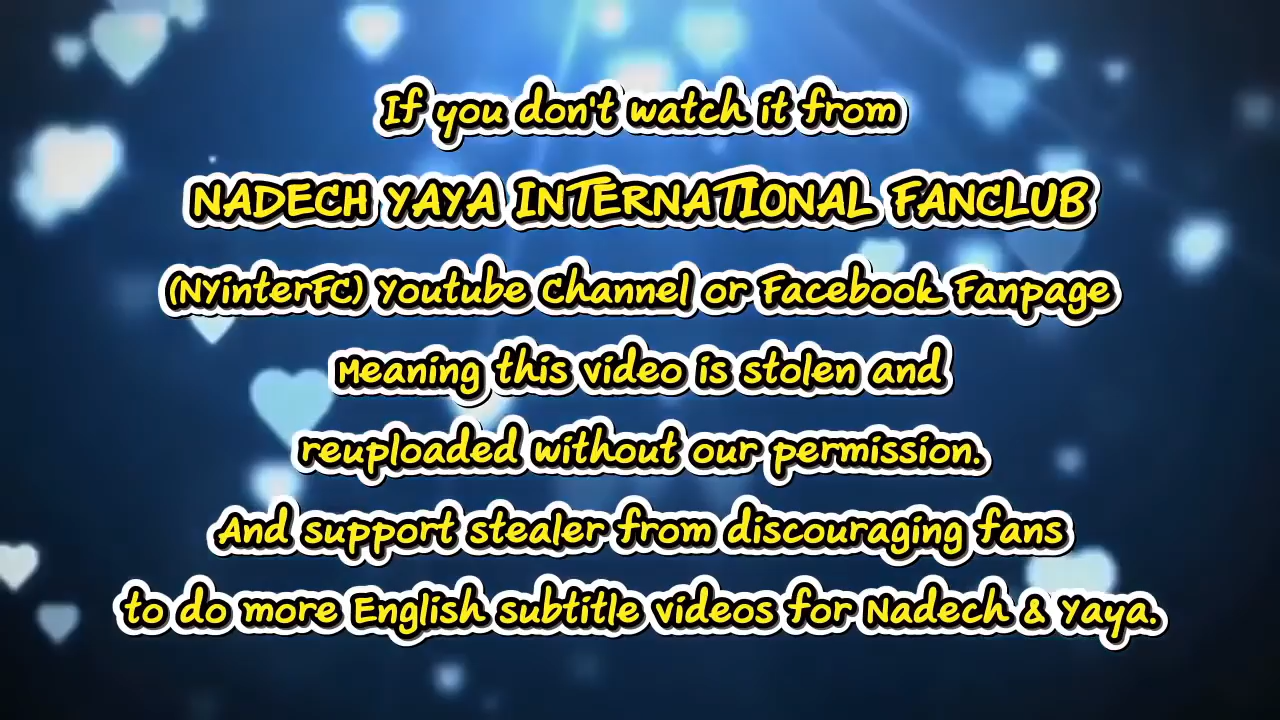 If you don't watch it from
NADECH YAYA INTERNATIONAL FANCLUB
(NYinterFC) Youtube Channel or Facebook Fanpage
Meaning this video is stolen and
reuploaded without our permission.
And support stealer from discouraging fans
to do more English subtitle videos for Nadech & Yaya.